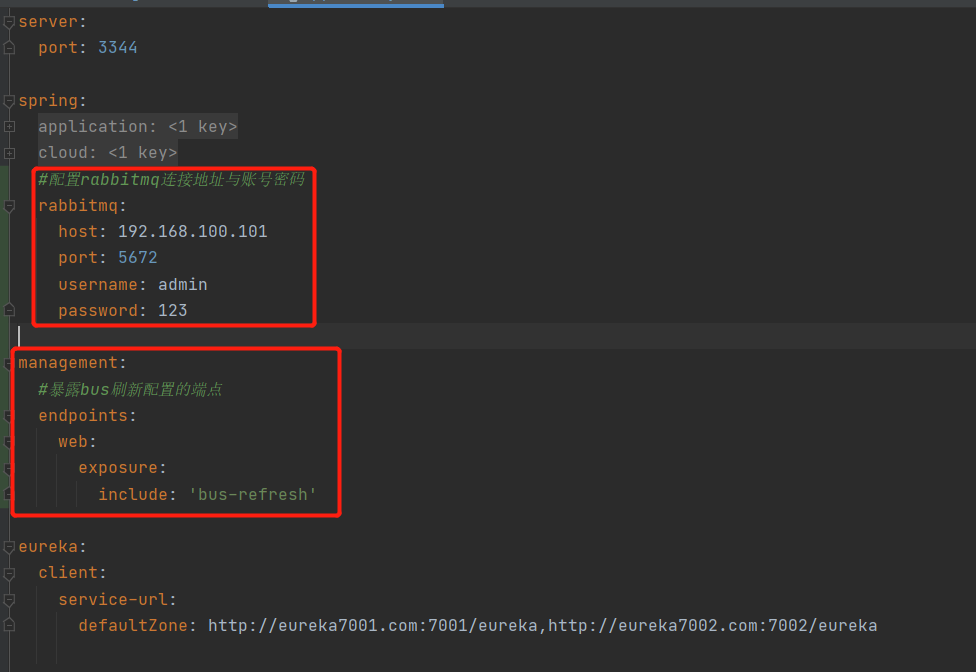 server:
  port: 3344

spring:
  application: <1 key>
  cloud: <1 key>
  #配置rabbitmq连接地址与账号密码
  rabbitmq:
    host: 192.168.100.101
    port: 5672
    username: admin
    password: 123

management:
  #暴露bus刷新配置的端点
  endpoints:
    web:
      exposure:
        include: 'bus-refresh'

eureka:
  client:
    service-url:
      defaultZone: http://eureka7001.com:7001/eureka,http://eureka7002.com:7002/eureka